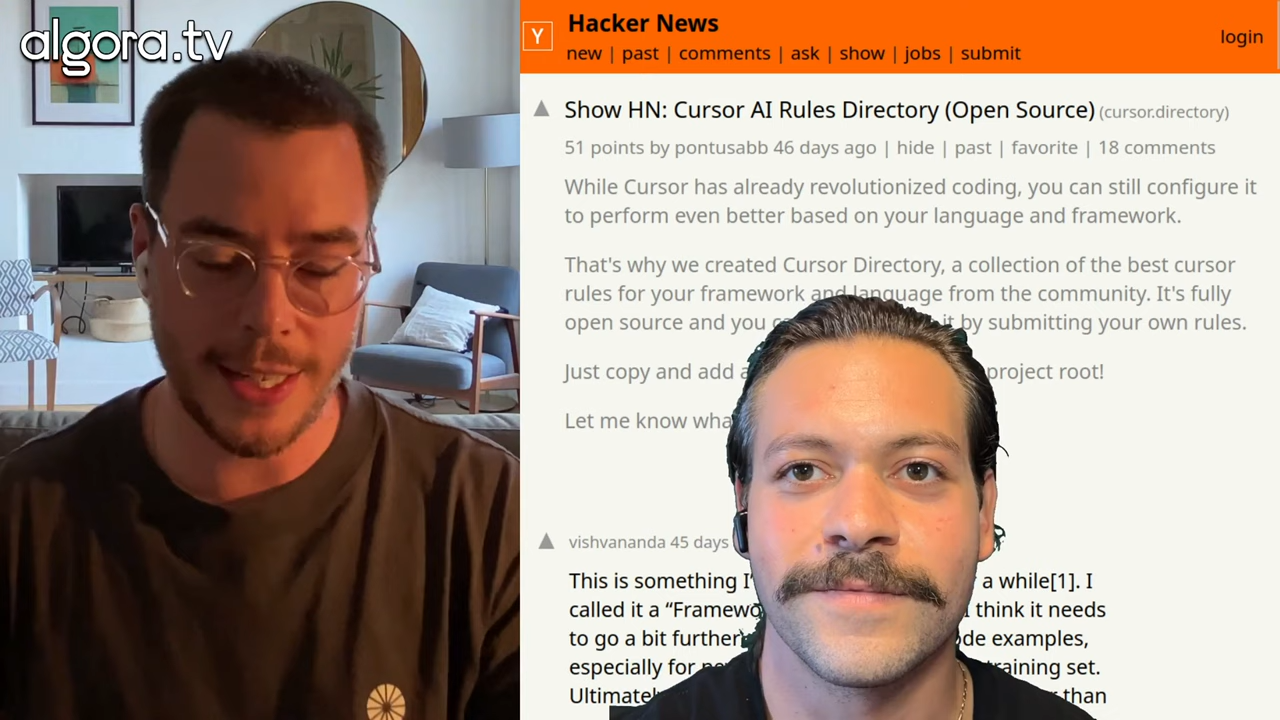 algora.tv
Y
Hacker News
new | past | comments | ask | show | jobs | submit
login
Show HN: Cursor AI Rules Directory (Open Source) (cursor.directory)
51 points by pontusabb 46 days ago | hide | past | favorite | 18 comments
While Cursor has already revolutionized coding, you can still configure it
to perform even better based on your language and framework.
That's why we created Cursor Directory, a collection of the best cursor
rules for your framework and language from the community. It's fully
open source and you it by submitting your own rules.
Just copy and add a project root!
Let me know
vishvananda 45 days
This is something a while[1]. I
called it a I think it needs
to go a bit further examples,
especially for training set.
than